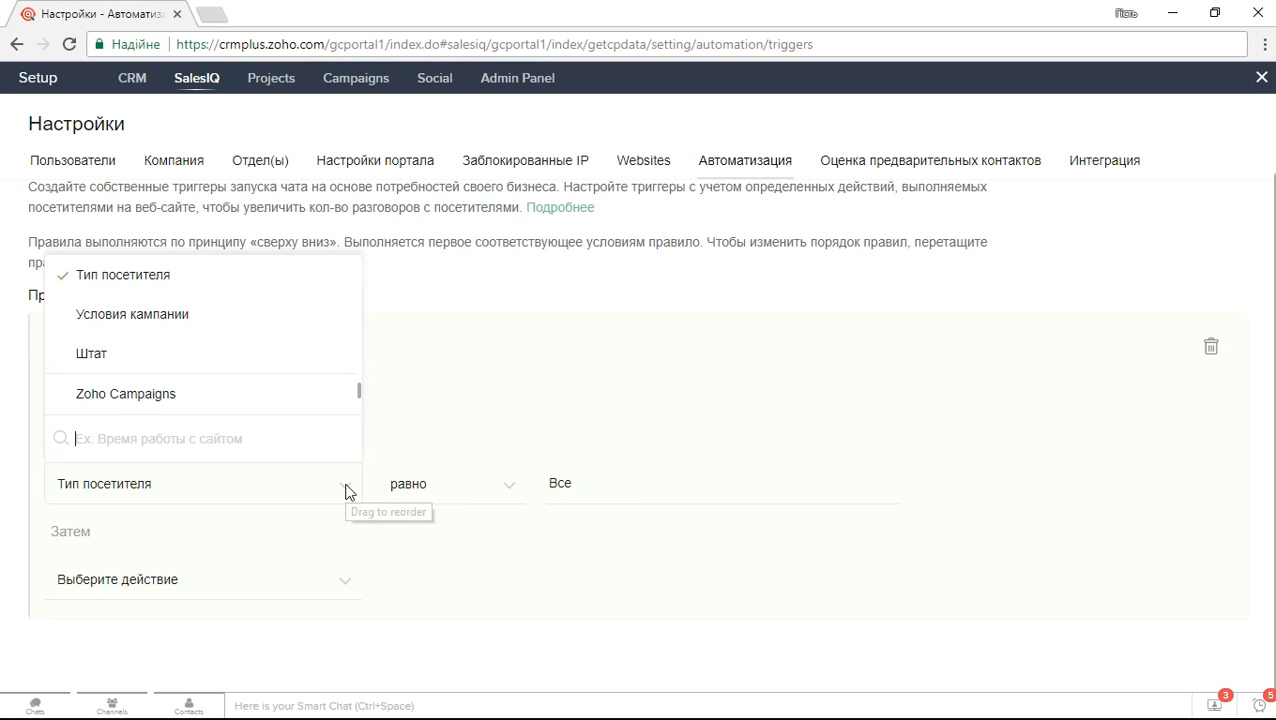 Настройки - Автоматиза
Гість
Надійне
https://crmplus.zoho.com/gcportal1/index.do#salesiq/gcportal1/index/getcpdata/setting/automation/triggers
Setup CRM SalesIQ Projects Campaigns Social Admin Panel
Настройки
Пользователи Компания Отдел(ы) Настройки портала Заблокированные IP Websites Автоматизация Оценка предварительных контактов Интеграция
Создайте собственные триггеры запуска чата на основе потребностей своего бизнеса. Настройте триггеры с учетом определенных действий, выполняемых
посетителями на веб-сайте, чтобы увеличить кол-во разговоров с посетителями. Подробнее
Правила выполняются по принципу «сверху вниз». Выполняется первое соответствующее условиям правило. Чтобы изменить порядок правил, перетащите
пра
Пр
Тип посетителя
Условия кампании
Штат
Zoho Campaigns
Ex: Время работы с сайтом
Тип посетителя равно Все
Drag to reorder
Затем
Выберите действие
Chats Channels Contacts Here is your Smart Chat (Ctrl+Space) 3 5